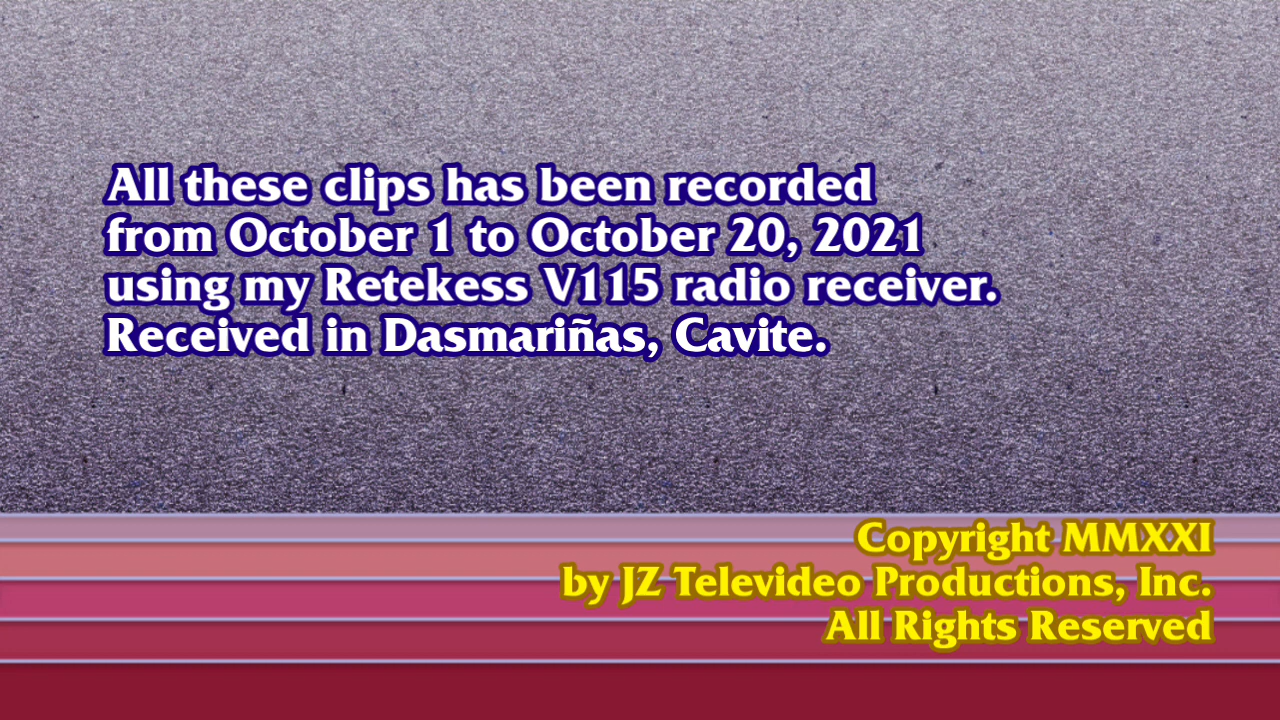 All these clips has been recorded
from October 1 to October 20, 2021
using my Retekess V115 radio receiver.
Received in Dasmariñas, Cavite.
Copyright MMXXI
by JZ Televideo Productions, Inc.
All Rights Reserved